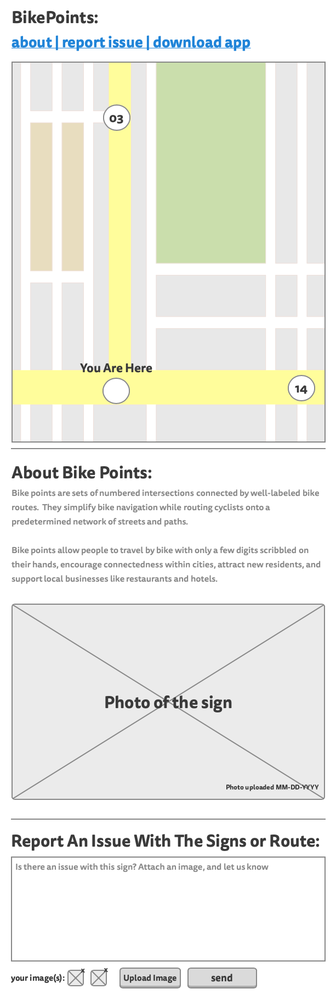 BikePoints:
about | report issue | download app
03
You Are Here
14
About Bike Points:
Bike points are sets of numbered intersections connected by well-labeled bike
routes. They simplify bike navigation while routing cyclists onto a
predetermined network of streets and paths.
Bike points allow people to travel by bike with only a few digits scribbled on
their hands, encourage connectedness within cities, attract new residents, and
support local businesses like restaurants and hotels.
Photo of the sign
Photo uploaded MM-DD-YYYY
Report An Issue With The Signs or Route:
Is there an issue with this sign? Attach an image, and let us know
your image(s): x x Upload Image send